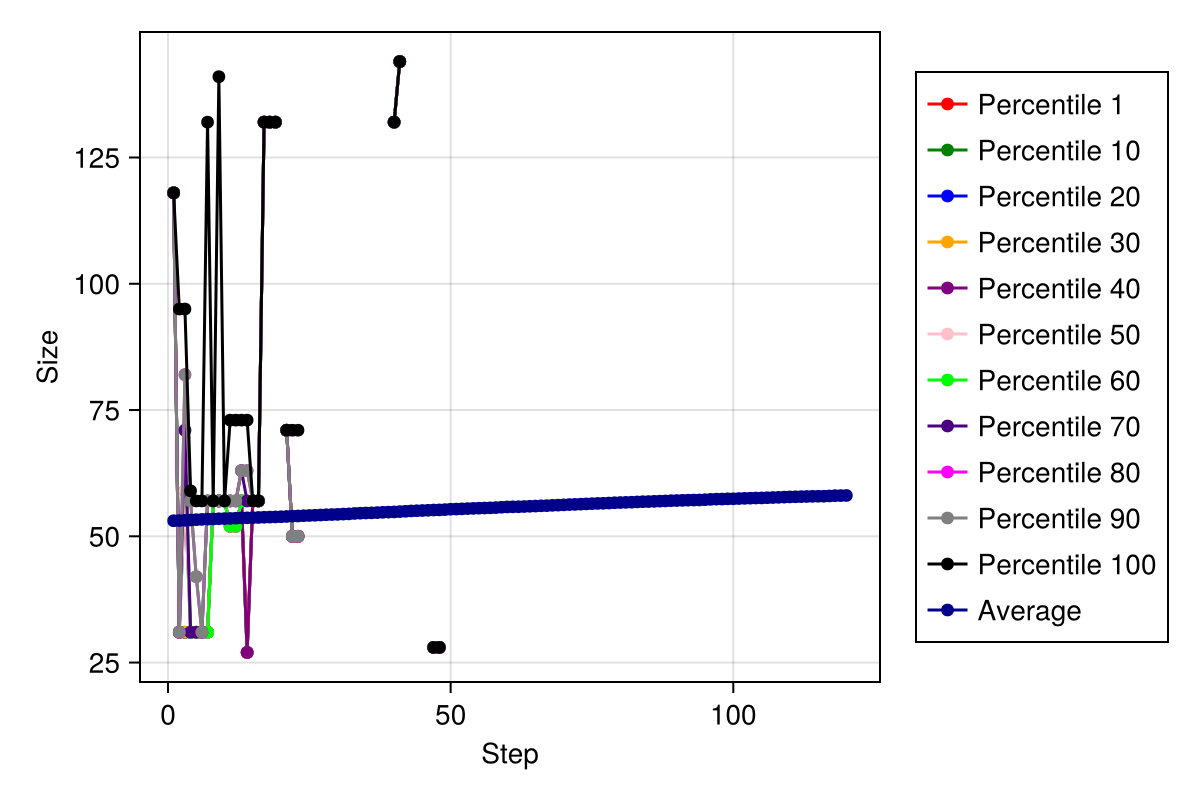 125
100
75
50
25
Size
0
50
100
Step
Percentile 1
Percentile 10
Percentile 20
Percentile 30
Percentile 40
Percentile 50
Percentile 60
Percentile 70
Percentile 80
Percentile 90
Percentile 100
Average